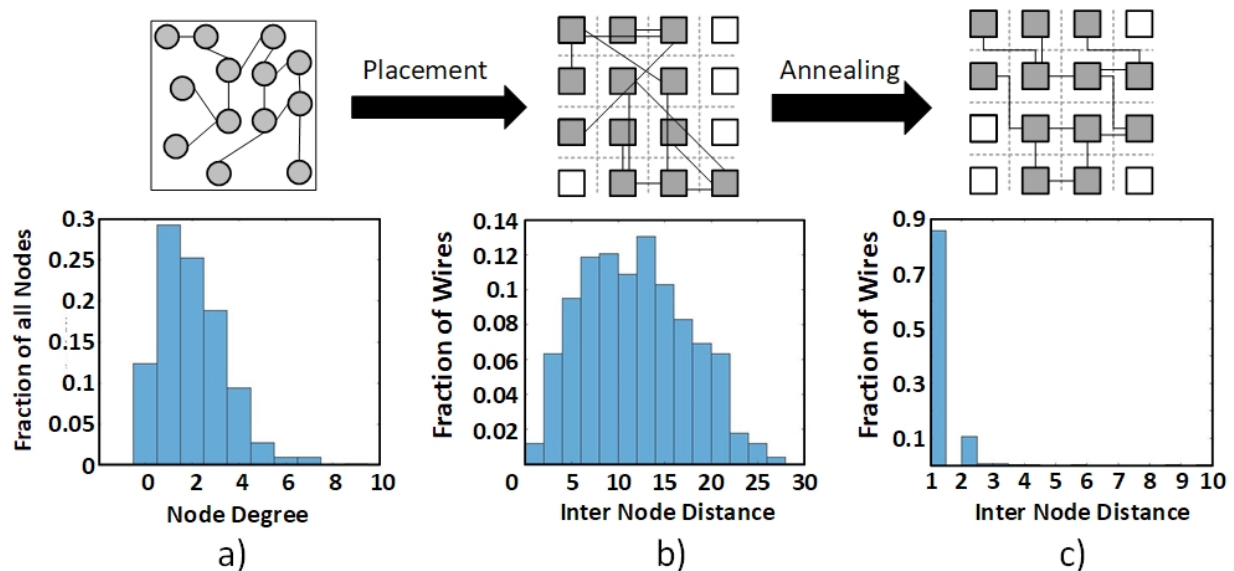 Placement
Annealing
Fraction of all Nodes
0.3
0.25
0.2
0.15
0.1
0.05
0
0 2 4 6 8 10
Node Degree
a)
Fraction of Wires
0.14
0.12
0.10
0.08
0.06
0.04
0.02
0 5 10 15 20 25 30
Inter Node Distance
b)
Fraction of Wires
0.9
0.7
0.5
0.3
0.1
1 2 3 4 5 6 7 8 9 10
Inter Node Distance
c)